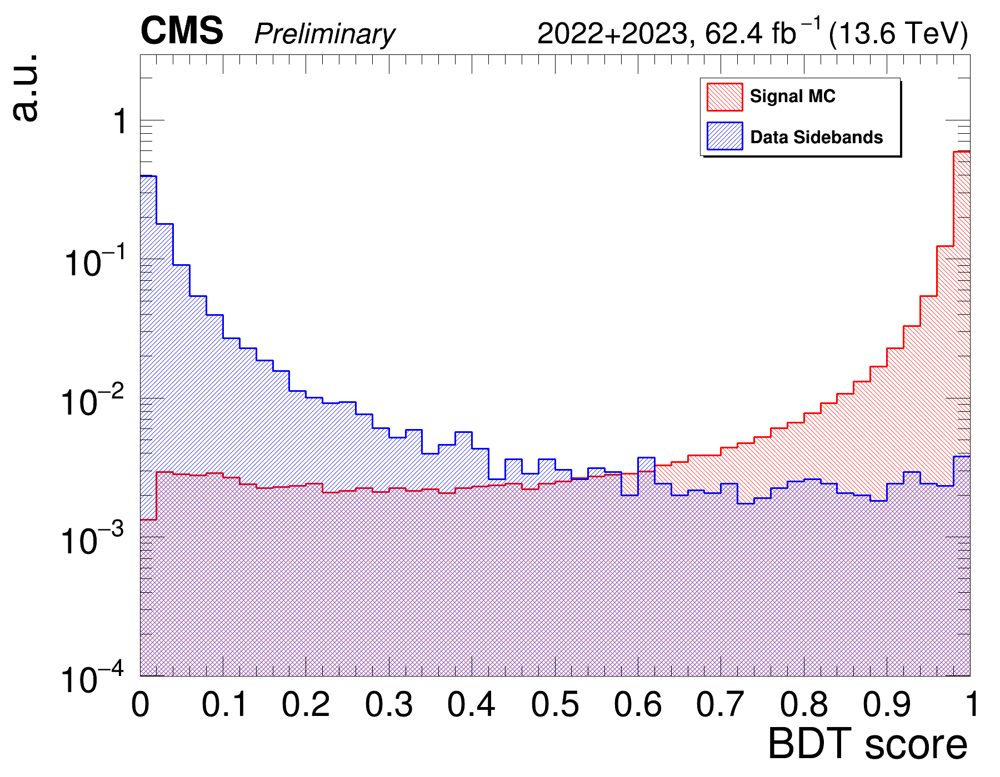 CMS Preliminary 2022+2023, 62.4 fb⁻¹ (13.6 TeV)
a.u.
Signal MC
Data Sidebands
1
10⁻¹
10⁻²
10⁻³
10⁻⁴
0 0.1 0.2 0.3 0.4 0.5 0.6 0.7 0.8 0.9 1
BDT score